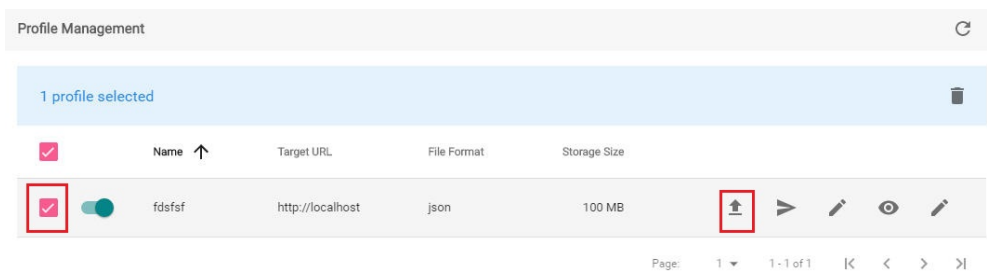 Profile Management
1 profile selected
Name Target URL File Format Storage Size
fdsfsf http://localhost json 100 MB
Page: 1 1 - 1 of 1